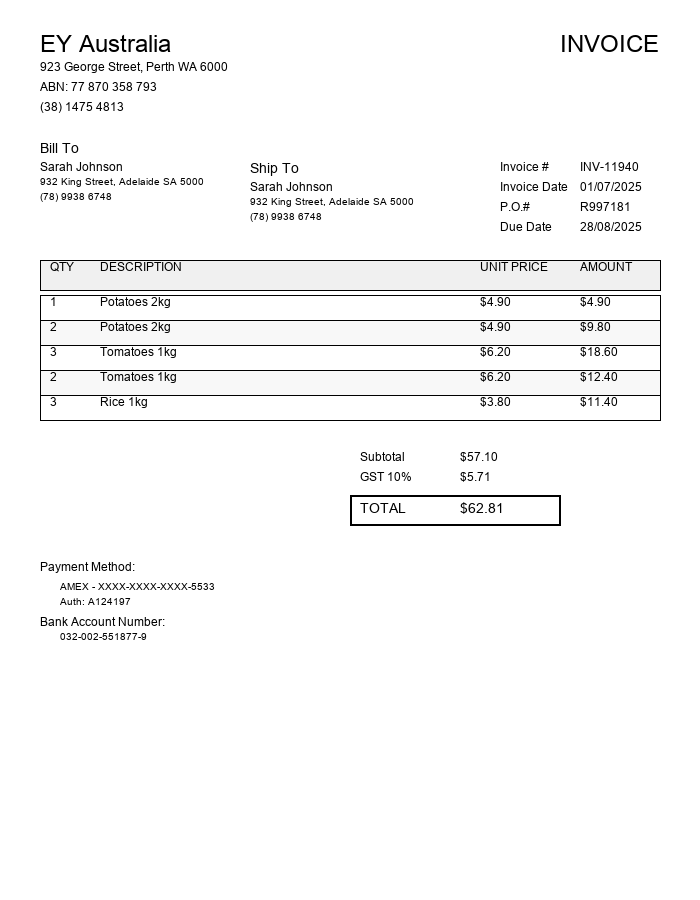 EY Australia
INVOICE
923 George Street, Perth WA 6000
ABN: 77 870 358 793
(38) 1475 4813
Bill To
Sarah Johnson
932 King Street, Adelaide SA 5000
(78) 9938 6748
Ship To
Sarah Johnson
932 King Street, Adelaide SA 5000
(78) 9938 6748
Invoice # INV-11940
Invoice Date 01/07/2025
P.O.# R997181
Due Date 28/08/2025
QTY DESCRIPTION UNIT PRICE AMOUNT
1 Potatoes 2kg $4.90 $4.90
2 Potatoes 2kg $4.90 $9.80
3 Tomatoes 1kg $6.20 $18.60
2 Tomatoes 1kg $6.20 $12.40
3 Rice 1kg $3.80 $11.40
Subtotal $57.10
GST 10% $5.71
TOTAL $62.81
Payment Method:
AMEX - XXXX-XXXX-XXXX-5533
Auth: A124197
Bank Account Number:
032-002-551877-9